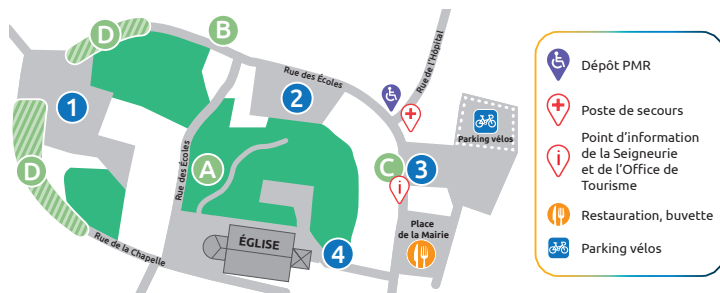 D
B
Rue des Écoles
Rue de l'Hôpital
1
2
Parking vélos
Rue des Écoles
A
C
3
i
D
Rue de la Chapelle
ÉGLISE
4
Place
de la Mairie
Dépôt PMR
Poste de secours
i
Point d'information
de la Seigneurie
et de l'Office de
Tourisme
Restauration, buvette
Parking vélos